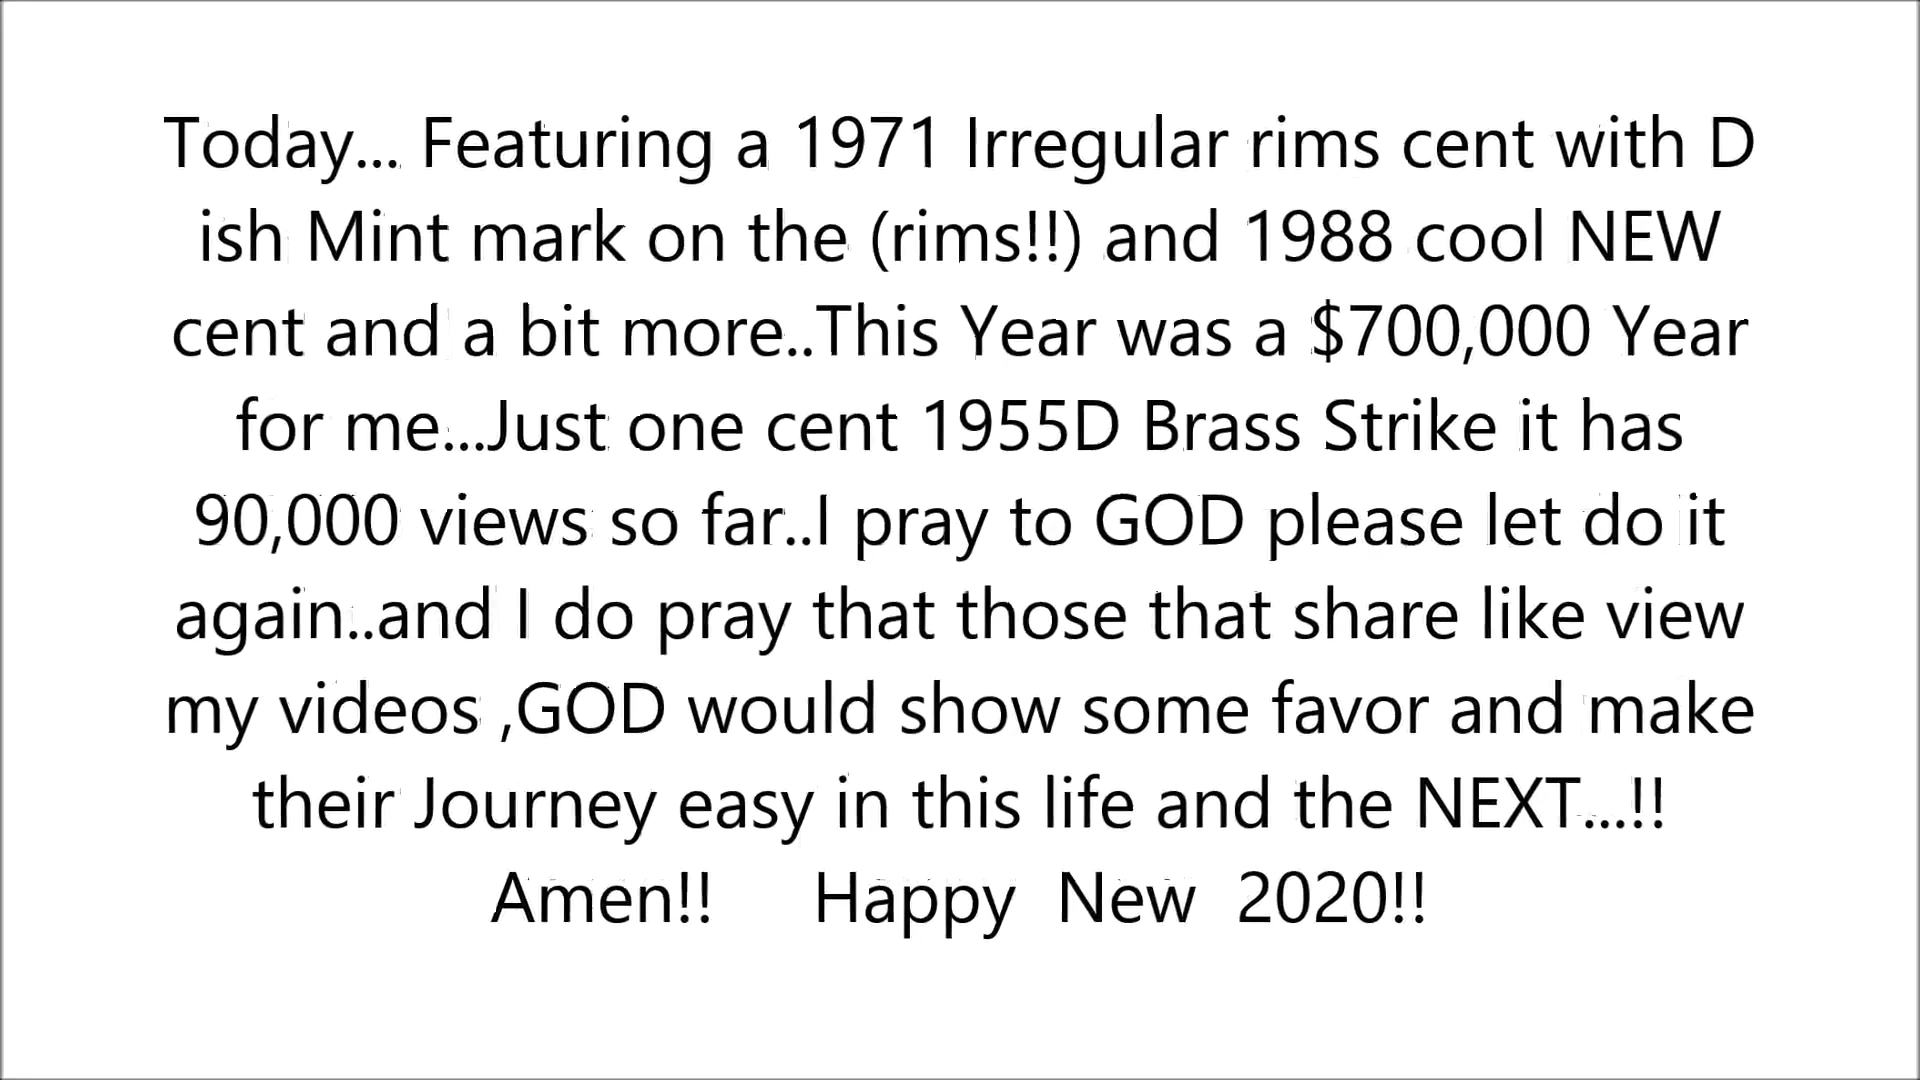 Today... Featuring a 1971 Irregular rims cent with D
ish Mint mark on the (rims!!) and 1988 cool NEW
cent and a bit more..This Year was a $700,000 Year
for me...Just one cent 1955D Brass Strike it has
90,000 views so far..I pray to GOD please let do it
again..and I do pray that those that share like view
my videos ,GOD would show some favor and make
their Journey easy in this life and the NEXT...!!
Amen!!   Happy  New  2020!!